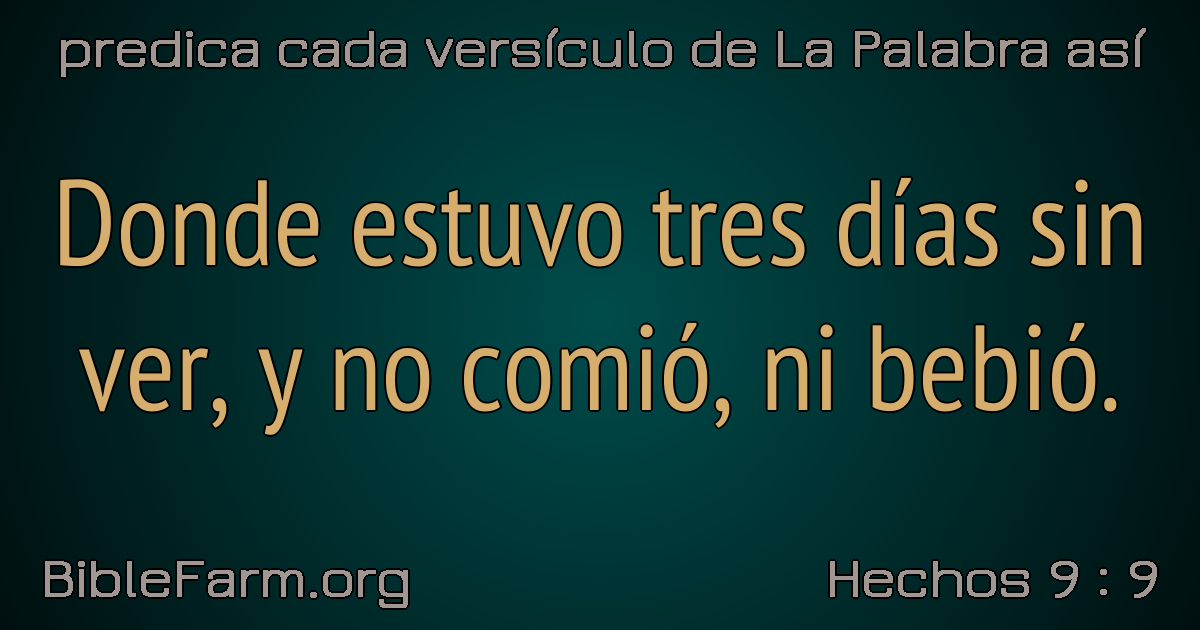 predica cada versículo de La Palabra así
Donde estuvo tres días sin
ver, y no comió, ni bebió.
BibleFarm.org
Hechos 9 : 9